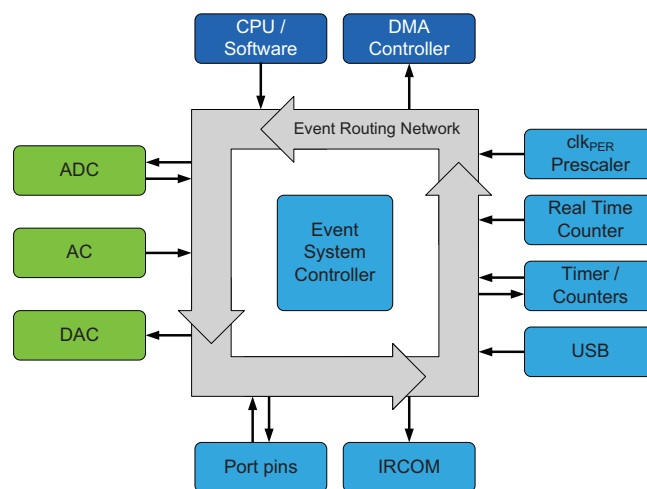 CPU /
Software
DMA
Controller
Event Routing Network
ADC
clkPER
Prescaler
Real Time
Counter
AC
Event
System
Controller
Timer /
Counters
DAC
USB
Port pins
IRCOM